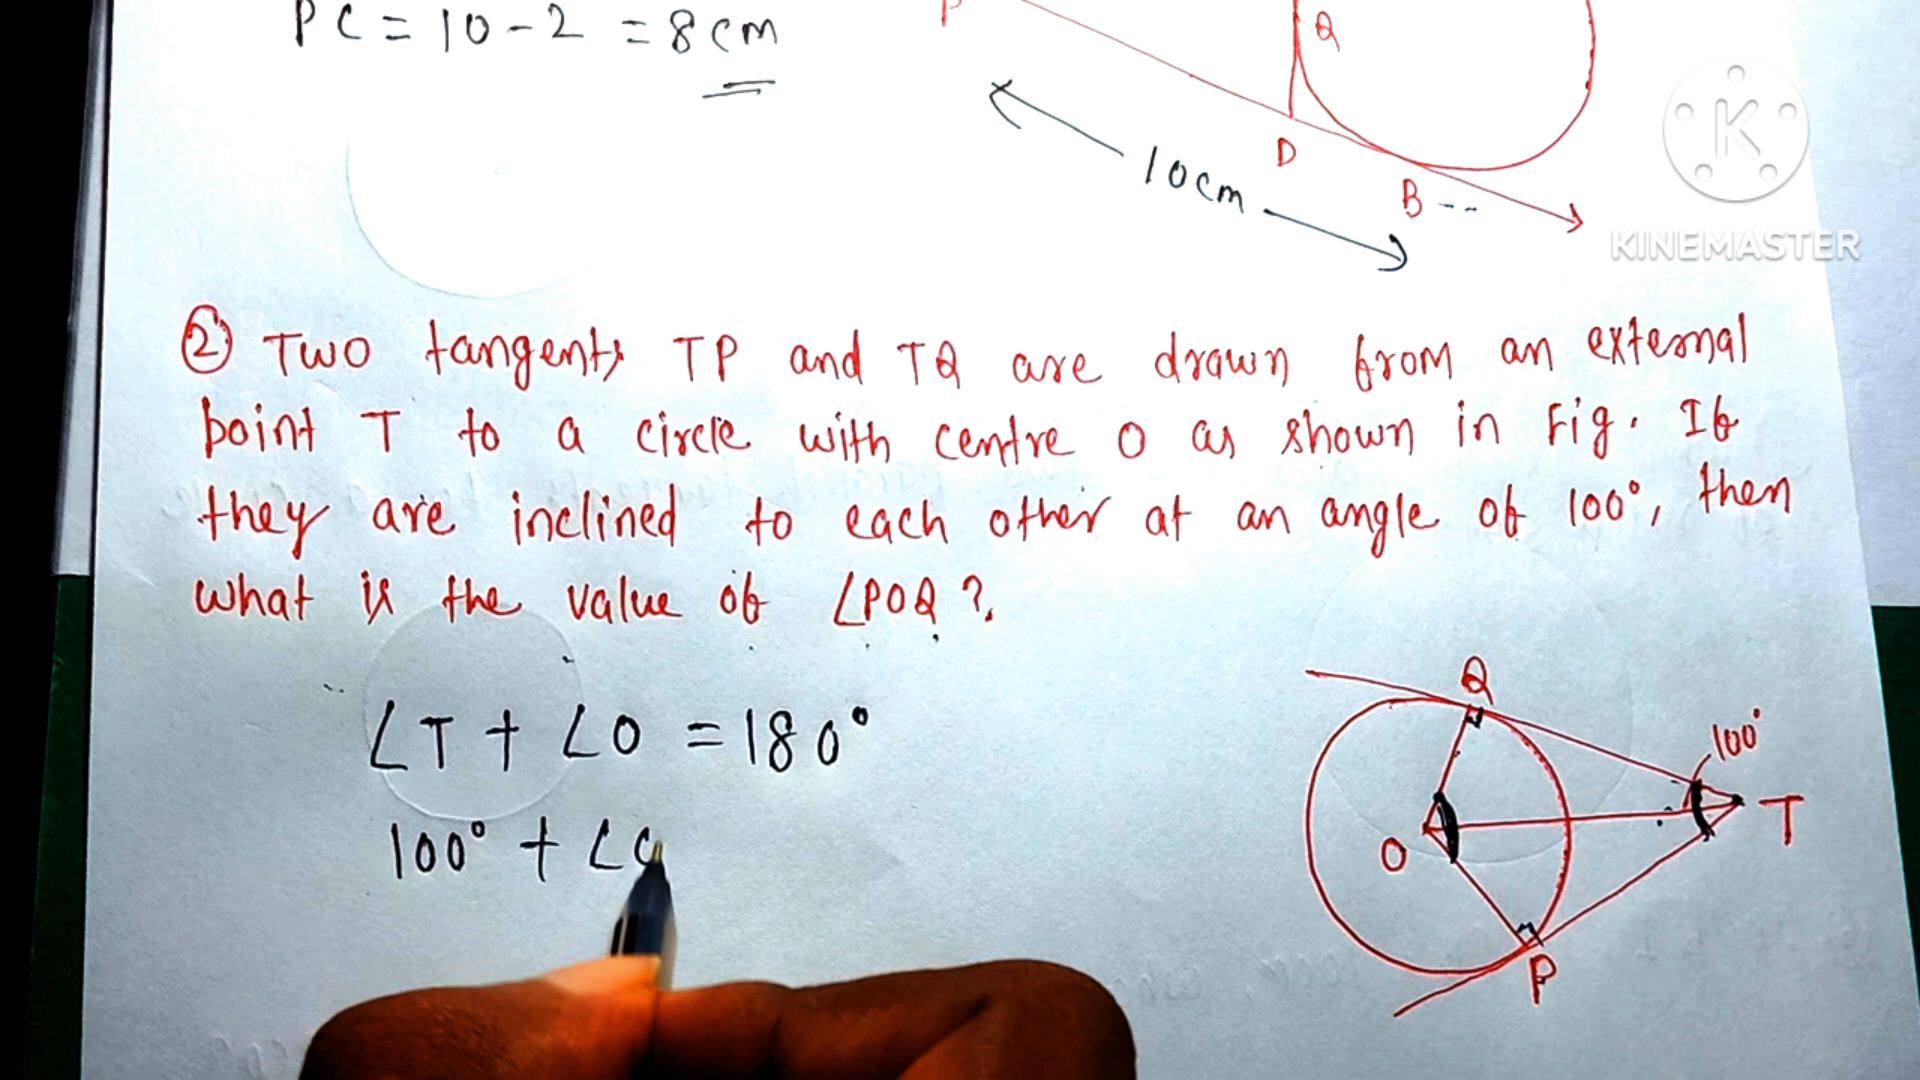 PC = 10 - 2 = 8cm
P
Q
D
B
10cm
K
KINEMASTER
② Two tangents TP and TQ are drawn from an external
point T to a circle with centre O as shown in Fig. If
they are inclined to each other at an angle of 100°, then
what is the value of ∠POQ ?
∠T + ∠O = 180°
100° + ∠O
Q
100°
T
O
P